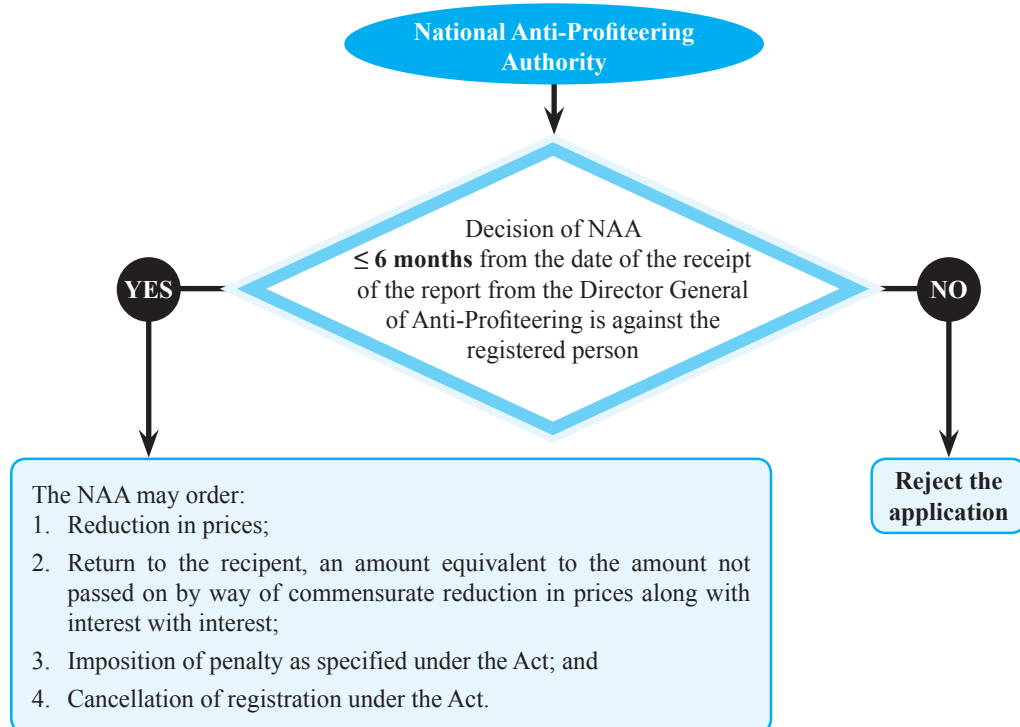 National Anti-Profiteering
Authority
Decision of NAA
≤ 6 months from the date of the receipt
of the report from the Director General
of Anti-Profiteering is against the
registered person
YES
NO
The NAA may order:
1. Reduction in prices;
2. Return to the recipent, an amount equivalent to the amount not
passed on by way of commensurate reduction in prices along with
interest with interest;
3. Imposition of penalty as specified under the Act; and
4. Cancellation of registration under the Act.
Reject the
application